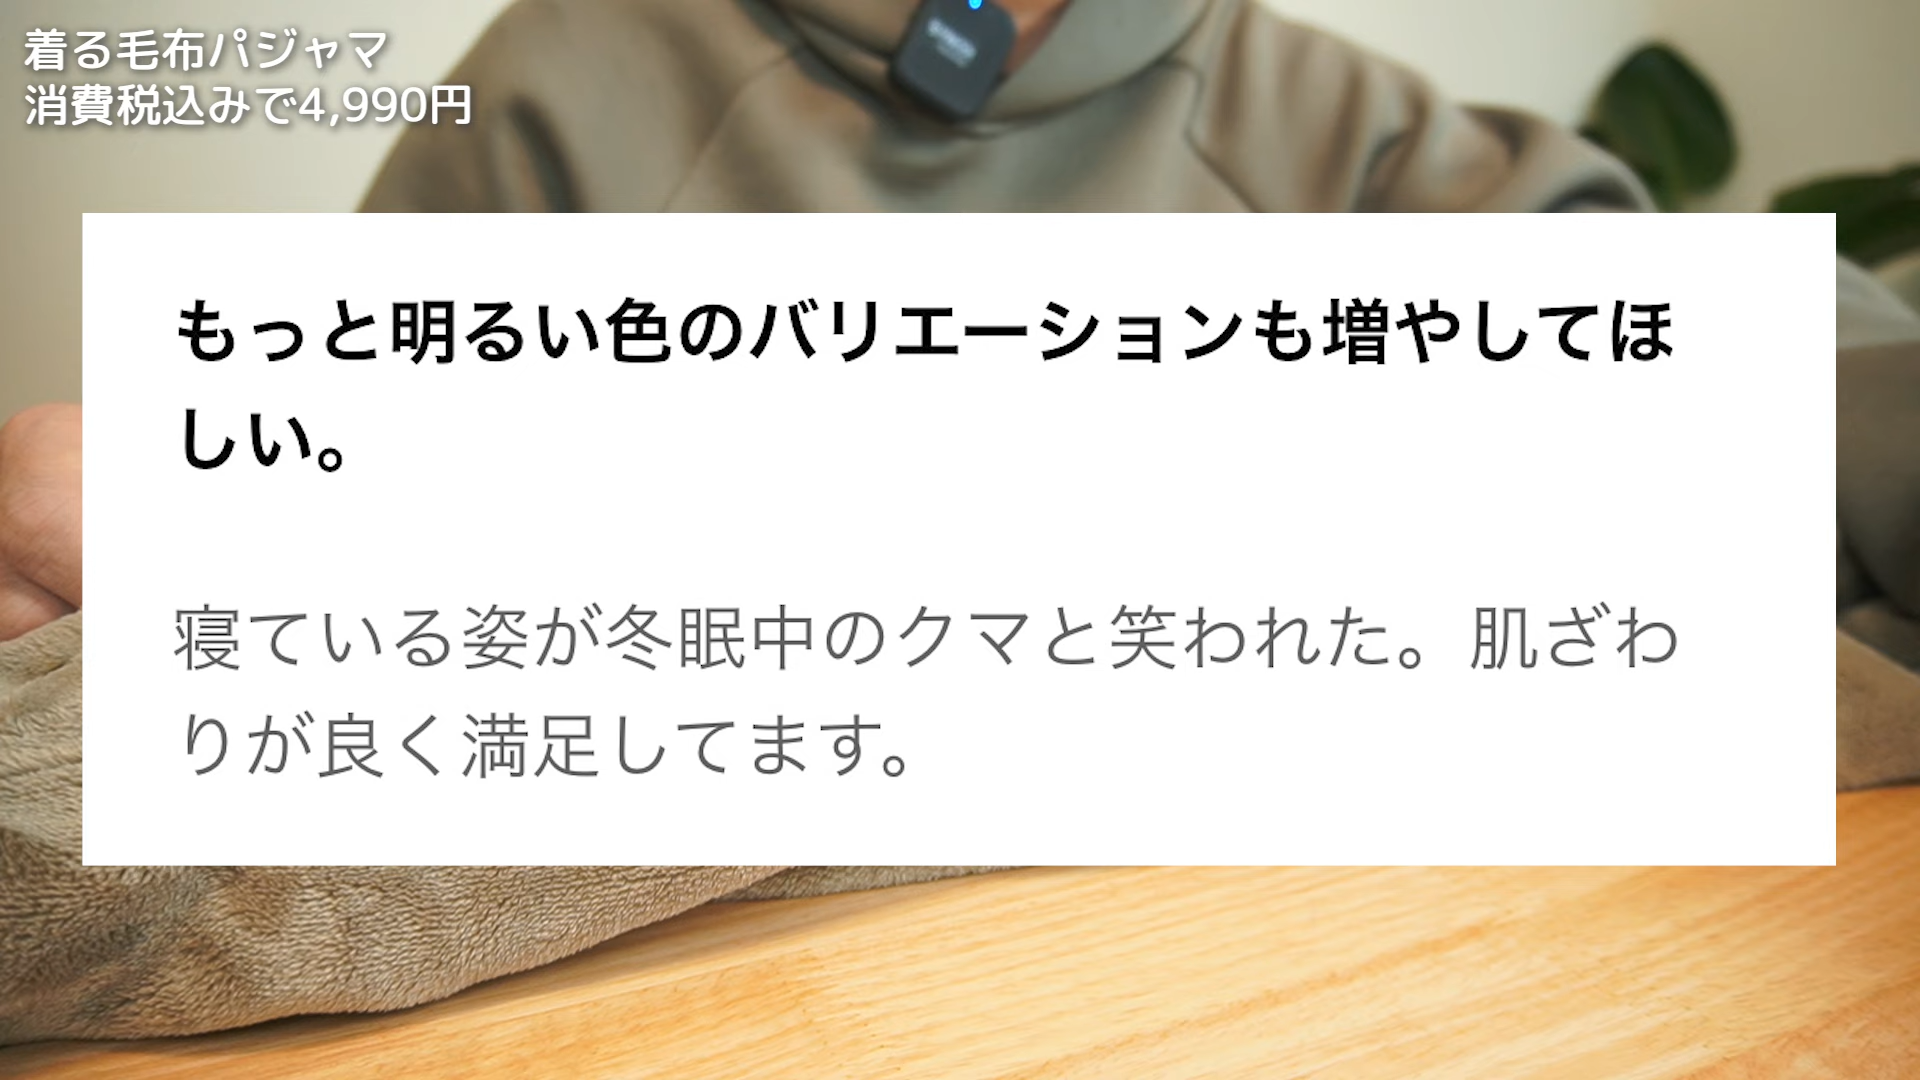 着る毛布パジャマ
消費税込みで4,990円
もっと明るい色のバリエーションも増やしてほ
しい。
寝ている姿が冬眠中のクマと笑われた。肌ざわ
りが良く満足してます。